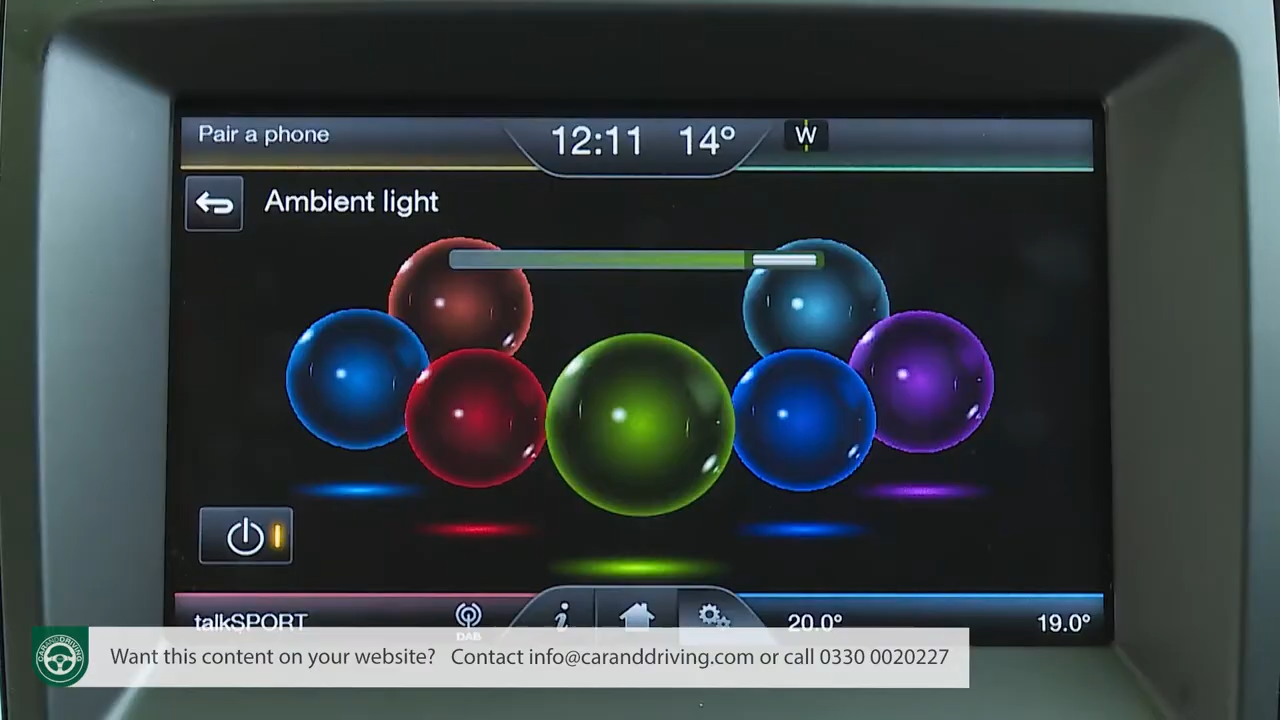 Pair a phone
12:11 14° W
Ambient light
talkSPORT DAB i 20.0° 19.0°
CARANDDRIVING
Want this content on your website? Contact info@caranddriving.com or call 0330 0020227